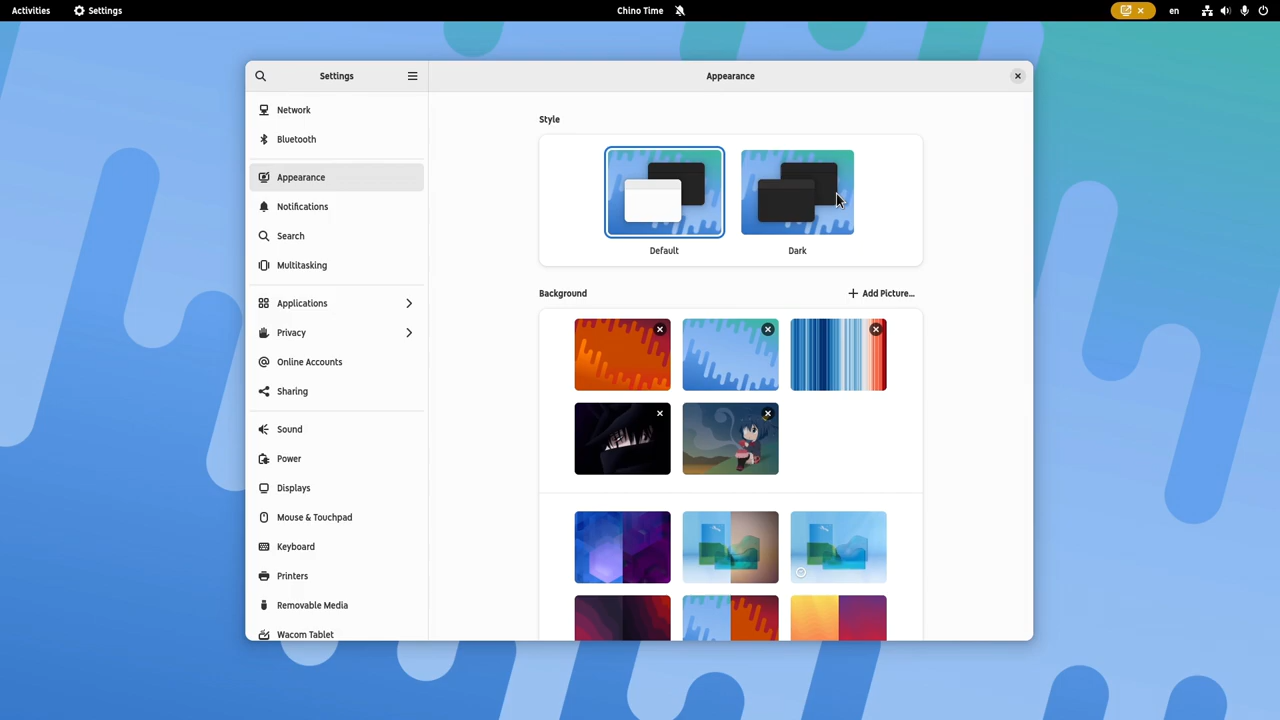 Activities
Settings
Chino Time
en
Settings
Appearance
Network
Bluetooth
Appearance
Notifications
Search
Multitasking
Applications
Privacy
Online Accounts
Sharing
Sound
Power
Displays
Mouse & Touchpad
Keyboard
Printers
Removable Media
Wacom Tablet
Style
Default
Dark
Background
Add Picture...